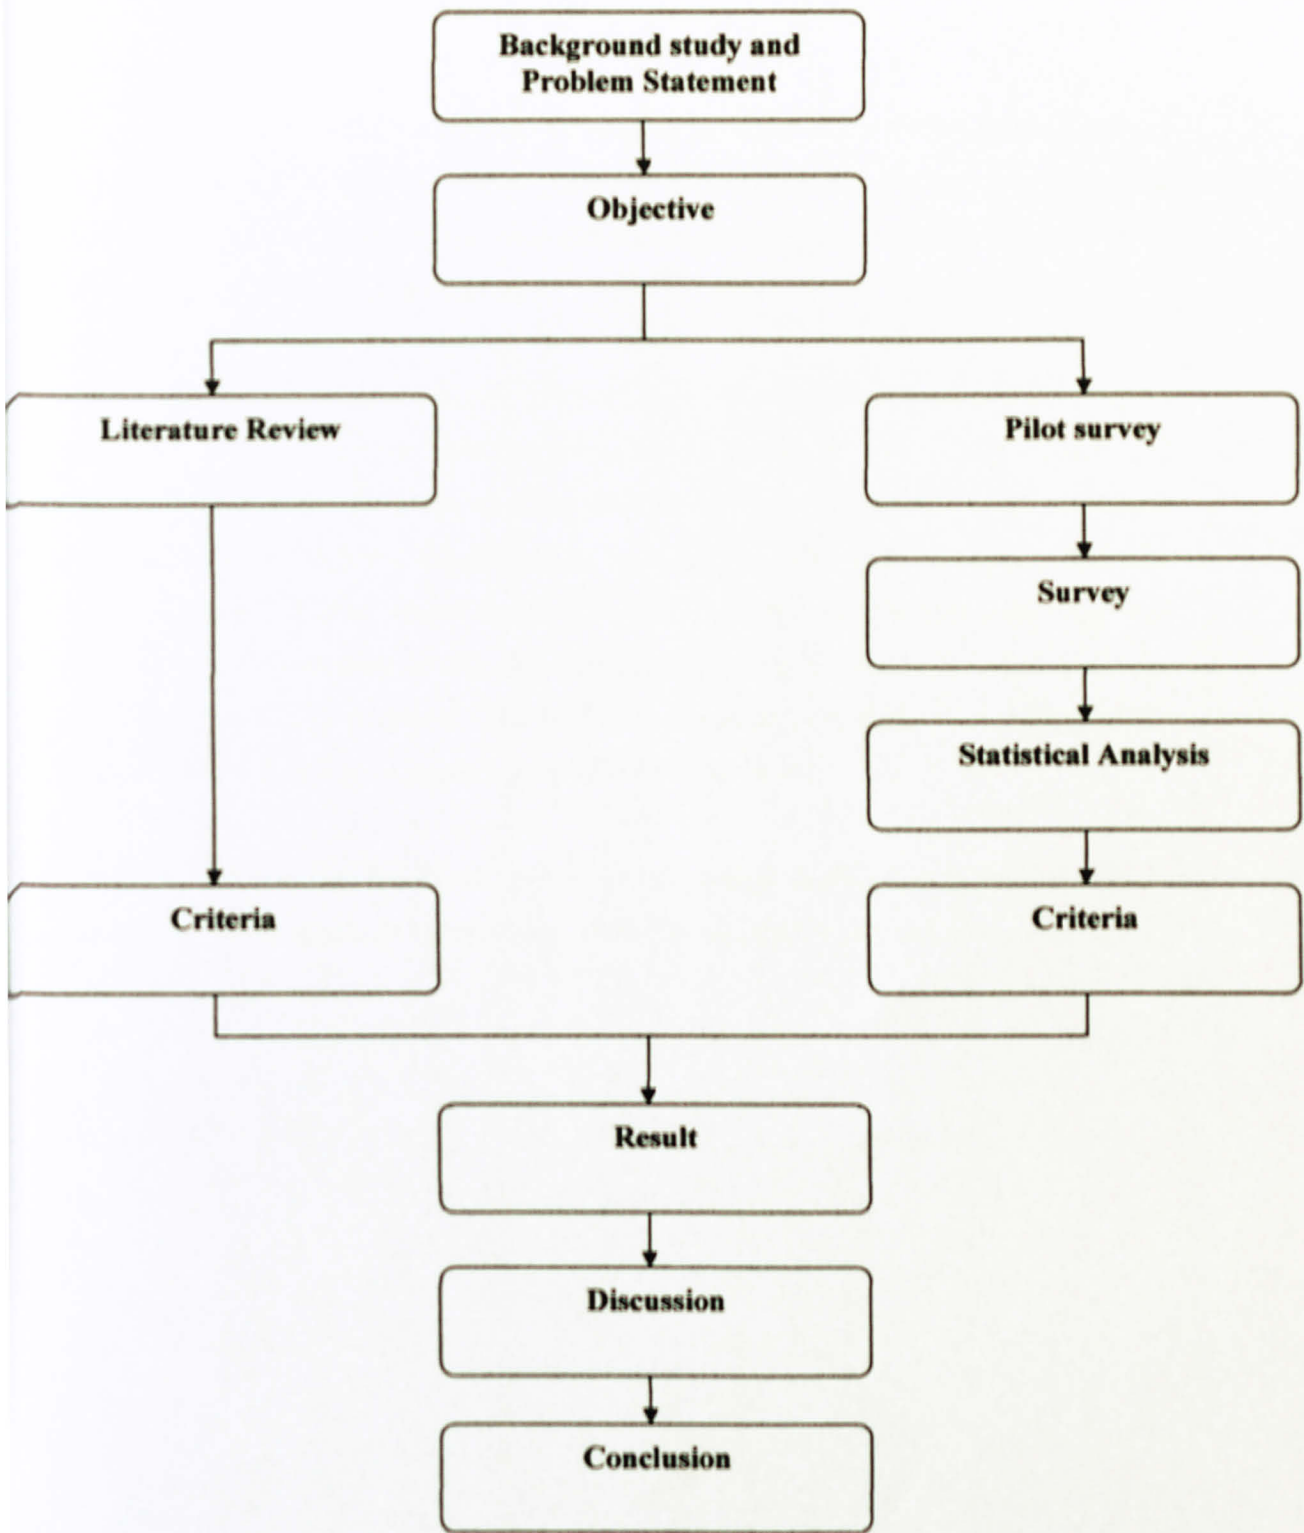 Background study and
Problem Statement
Objective
Literature Review
Pilot survey
Survey
Statistical Analysis
Criteria
Criteria
Result
Discussion
Conclusion